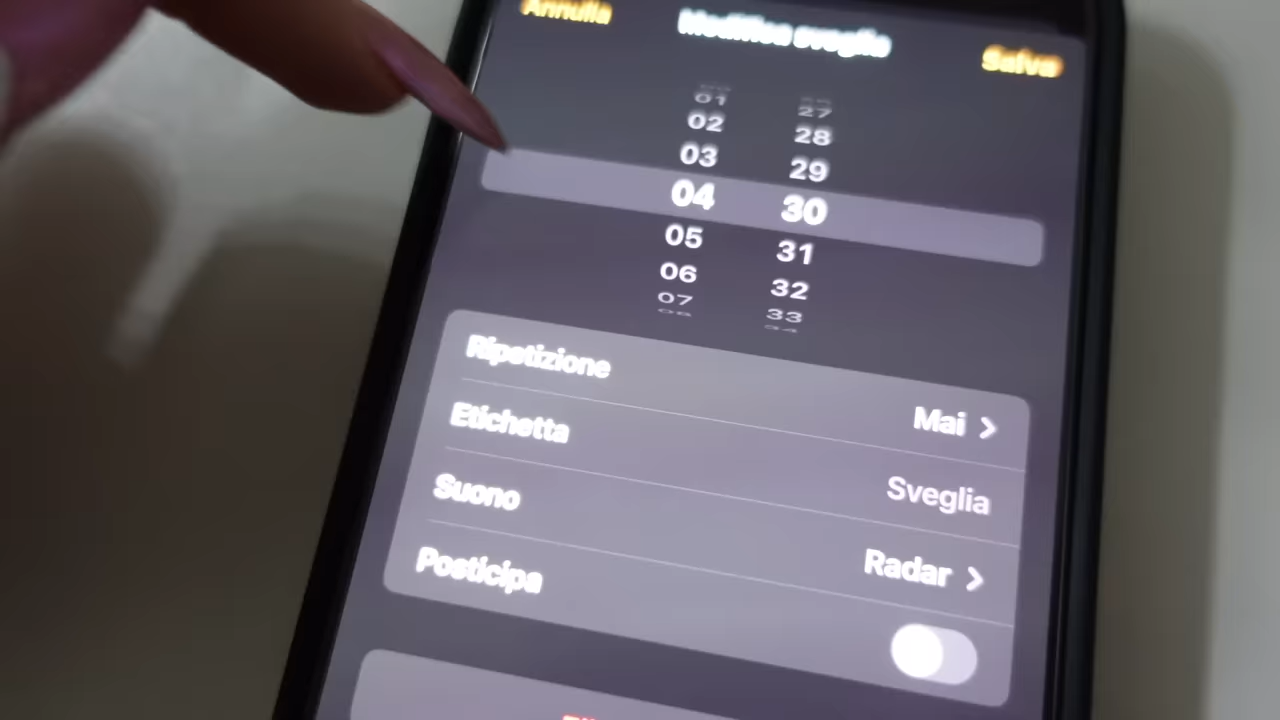 Annulla
Modifica sveglia
Salva
01
27
02
28
03
29
04
30
05
31
06
32
07
33
Ripetizione
Mai
Etichetta
Sveglia
Suono
Radar
Posticipa